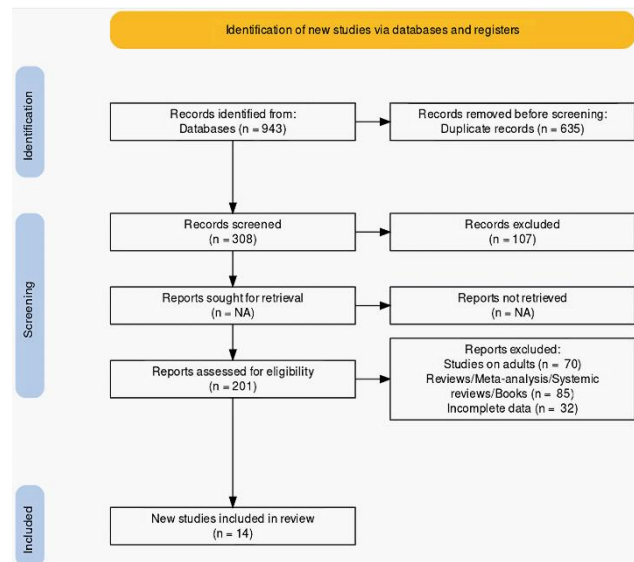 Identification of new studies via databases and registers
Identification
Records identified from:
Databases (n = 943)
Records removed before screening:
Duplicate records (n = 635)
Screening
Records screened
(n = 308)
Records excluded
(n = 107)
Reports sought for retrieval
(n = NA)
Reports not retrieved
(n = NA)
Reports assessed for eligibility
(n = 201)
Reports excluded:
Studies on adults (n = 70)
Reviews/Meta-analysis/Systemic
reviews/Books (n = 85)
Incomplete data (n = 32)
Included
New studies included in review
(n = 14)